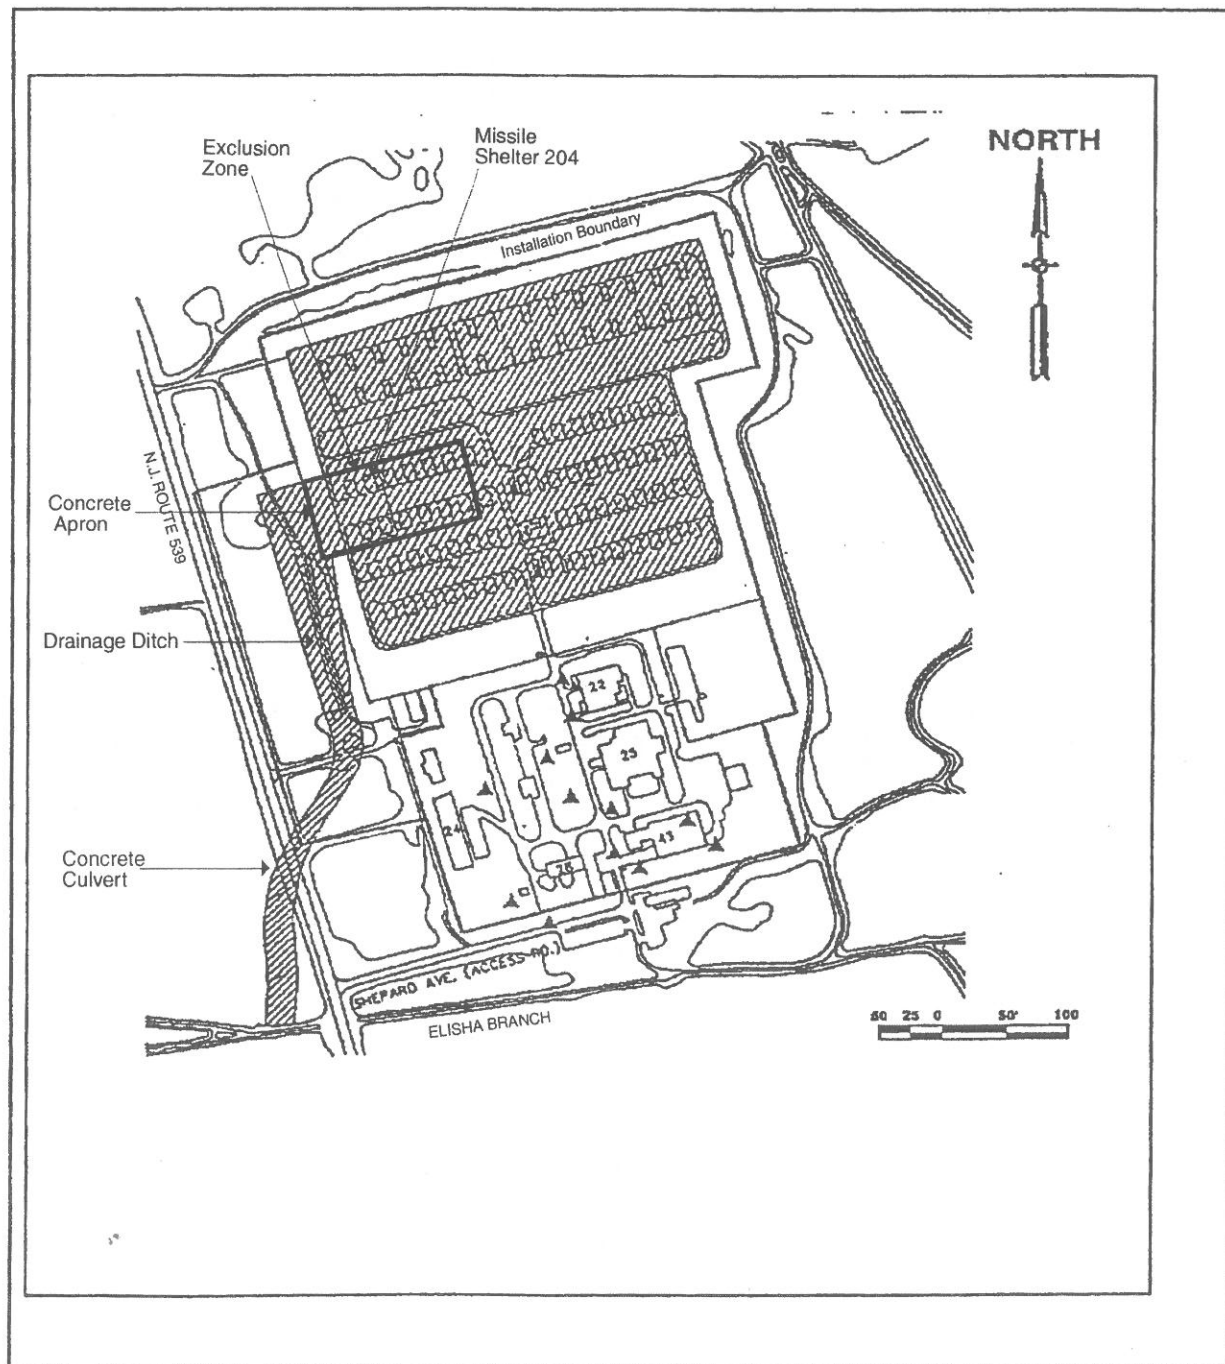 Exclusion
Zone
Missile
Shelter 204
NORTH
Installation Boundary
N.J. ROUTE 539
Concrete
Apron
Drainage Ditch
22
25
24
43
Concrete
Culvert
SHEPARD AVE. (ACCESS RD.)
ELISHA BRANCH
50 25 0 50' 100